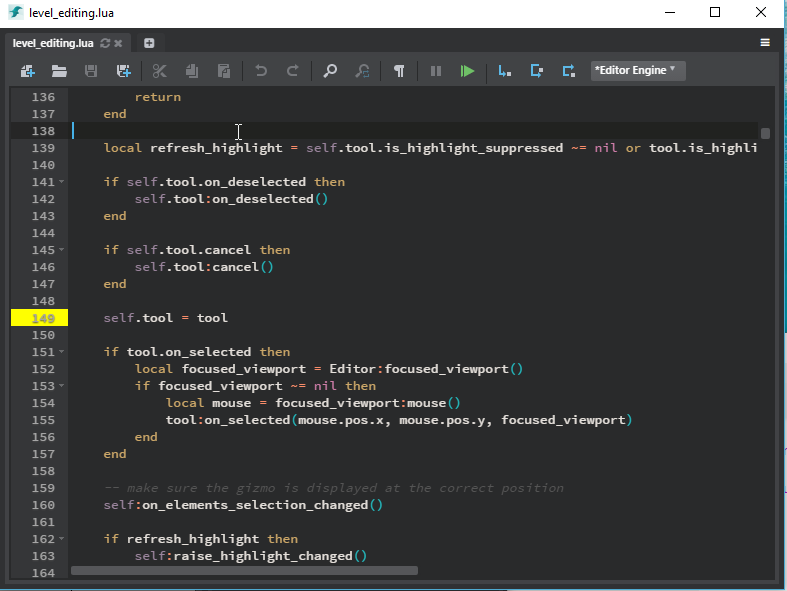 level_editing.lua
level_editing.lua
*Editor Engine
136 return
137 end
138
139 local refresh_highlight = self.tool.is_highlight_suppressed ~= nil or tool.is_highli
140
141 if self.tool.on_deselected then
142 self.tool:on_deselected()
143 end
144
145 if self.tool.cancel then
146 self.tool:cancel()
147 end
148
149 self.tool = tool
150
151 if tool.on_selected then
152 local focused_viewport = Editor:focused_viewport()
153 if focused_viewport ~= nil then
154 local mouse = focused_viewport:mouse()
155 tool:on_selected(mouse.pos.x, mouse.pos.y, focused_viewport)
156 end
157 end
158
159 -- make sure the gizmo is displayed at the correct position
160 self:on_elements_selection_changed()
161
162 if refresh_highlight then
163 self:raise_highlight_changed()
164